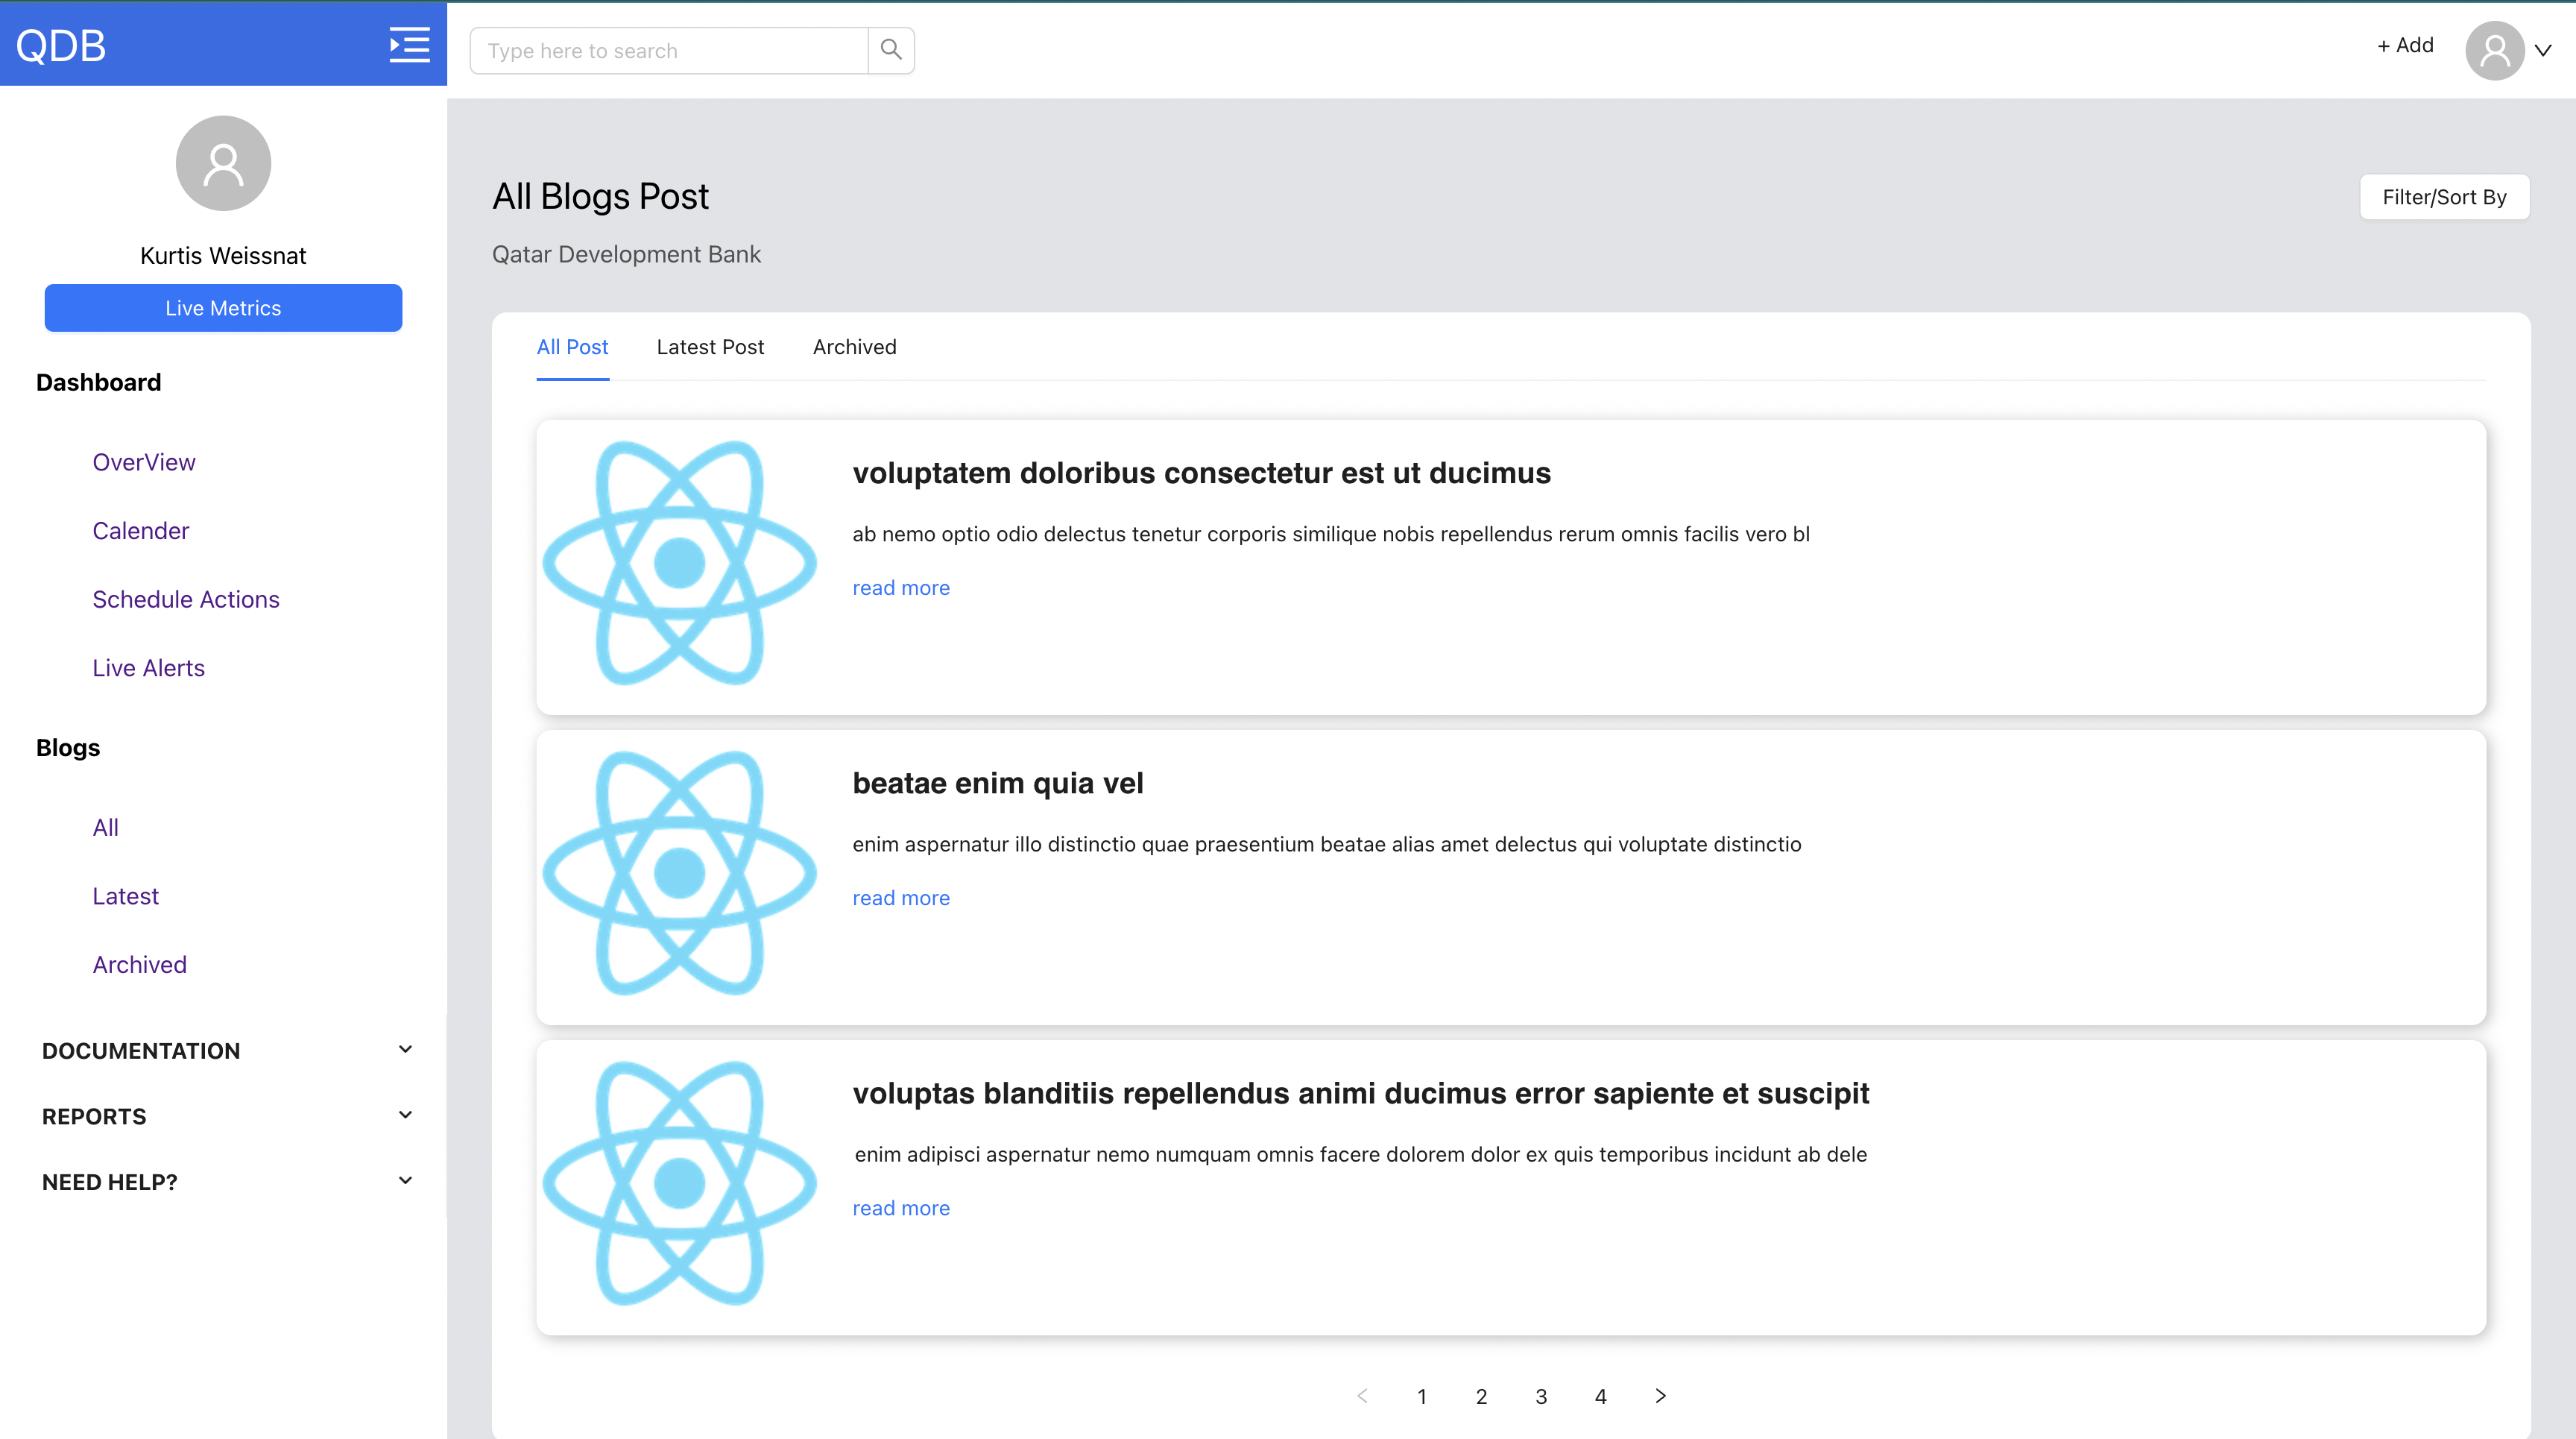 QDB
Type here to search
+ Add
Kurtis Weissnat
Live Metrics
Dashboard
OverView
Calender
Schedule Actions
Live Alerts
Blogs
All
Latest
Archived
DOCUMENTATION
REPORTS
NEED HELP?
All Blogs Post
Filter/Sort By
Qatar Development Bank
All Post Latest Post Archived
voluptatem doloribus consectetur est ut ducimus
ab nemo optio odio delectus tenetur corporis similique nobis repellendus rerum omnis facilis vero bl
read more
beatae enim quia vel
enim aspernatur illo distinctio quae praesentium beatae alias amet delectus qui voluptate distinctio
read more
voluptas blanditiis repellendus animi ducimus error sapiente et suscipit
enim adipisci aspernatur nemo numquam omnis facere dolorem dolor ex quis temporibus incidunt ab dele
read more
< 1 2 3 4 >